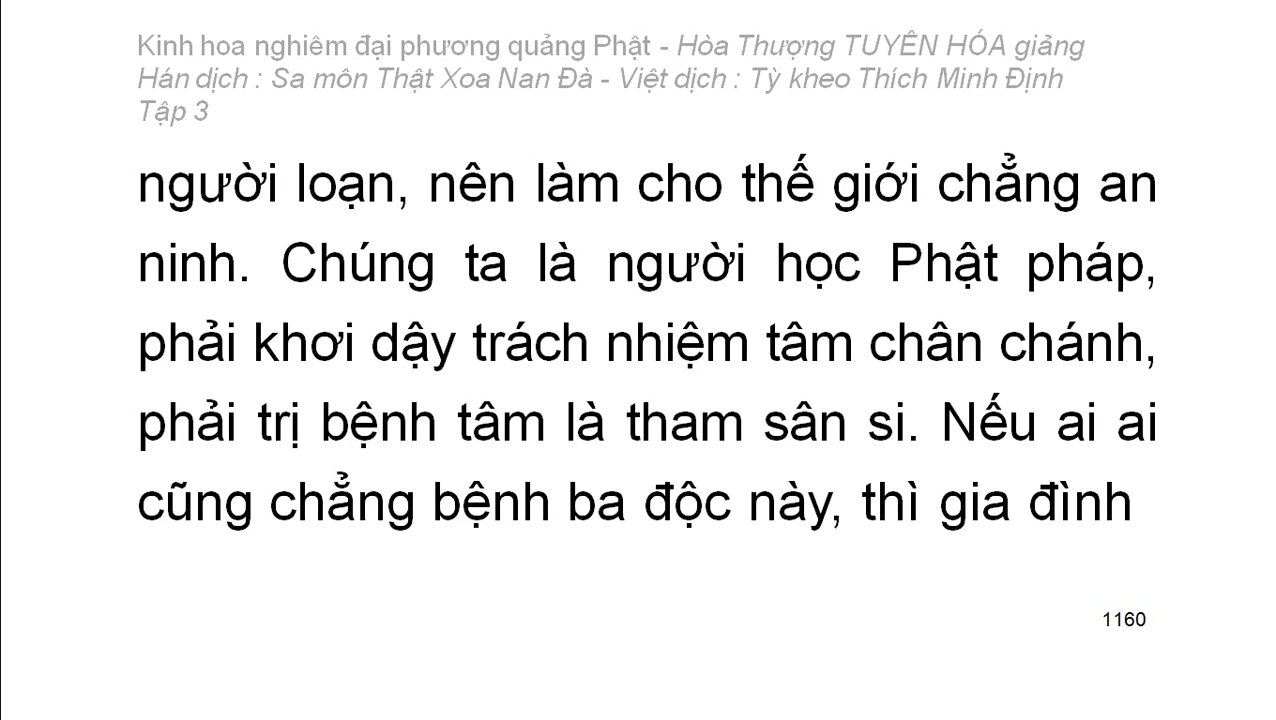 Kinh hoa nghiêm đại phương quảng Phật - Hòa Thượng TUYÊN HÓA giảng
Hán dịch : Sa môn Thật Xoa Nan Đà - Việt dịch : Tỳ kheo Thích Minh Định
Tập 3
người loạn, nên làm cho thế giới chẳng an
ninh. Chúng ta là người học Phật pháp,
phải khơi dậy trách nhiệm tâm chân chánh,
phải trị bệnh tâm là tham sân si. Nếu ai ai
cũng chẳng bệnh ba độc này, thì gia đình
1160